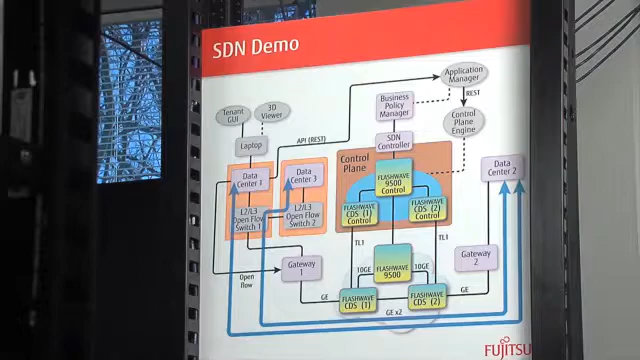 SDN Demo
Application
Manager
REST
Tenant
GUI
3D
Viewer
Business
Policy
Manager
Control
Plane
Engine
API (REST)
Laptop
SDN
Controller
Control
Plane
Data
Center 1
Data
Center 3
FLASHWAVE
9500
Control
Data
Center 2
L2/L3
Open Flow
Switch 1
L2/L3
Open Flow
Switch 2
FLASHWAVE
CDS (1)
Control
FLASHWAVE
CDS (2)
Control
TL1
TL1
Gateway
1
Gateway
2
Open
flow
10GE
FLASHWAVE
9500
10GE
GE
FLASHWAVE
CDS (1)
FLASHWAVE
CDS (2)
GE
GE x2
FUJITSU